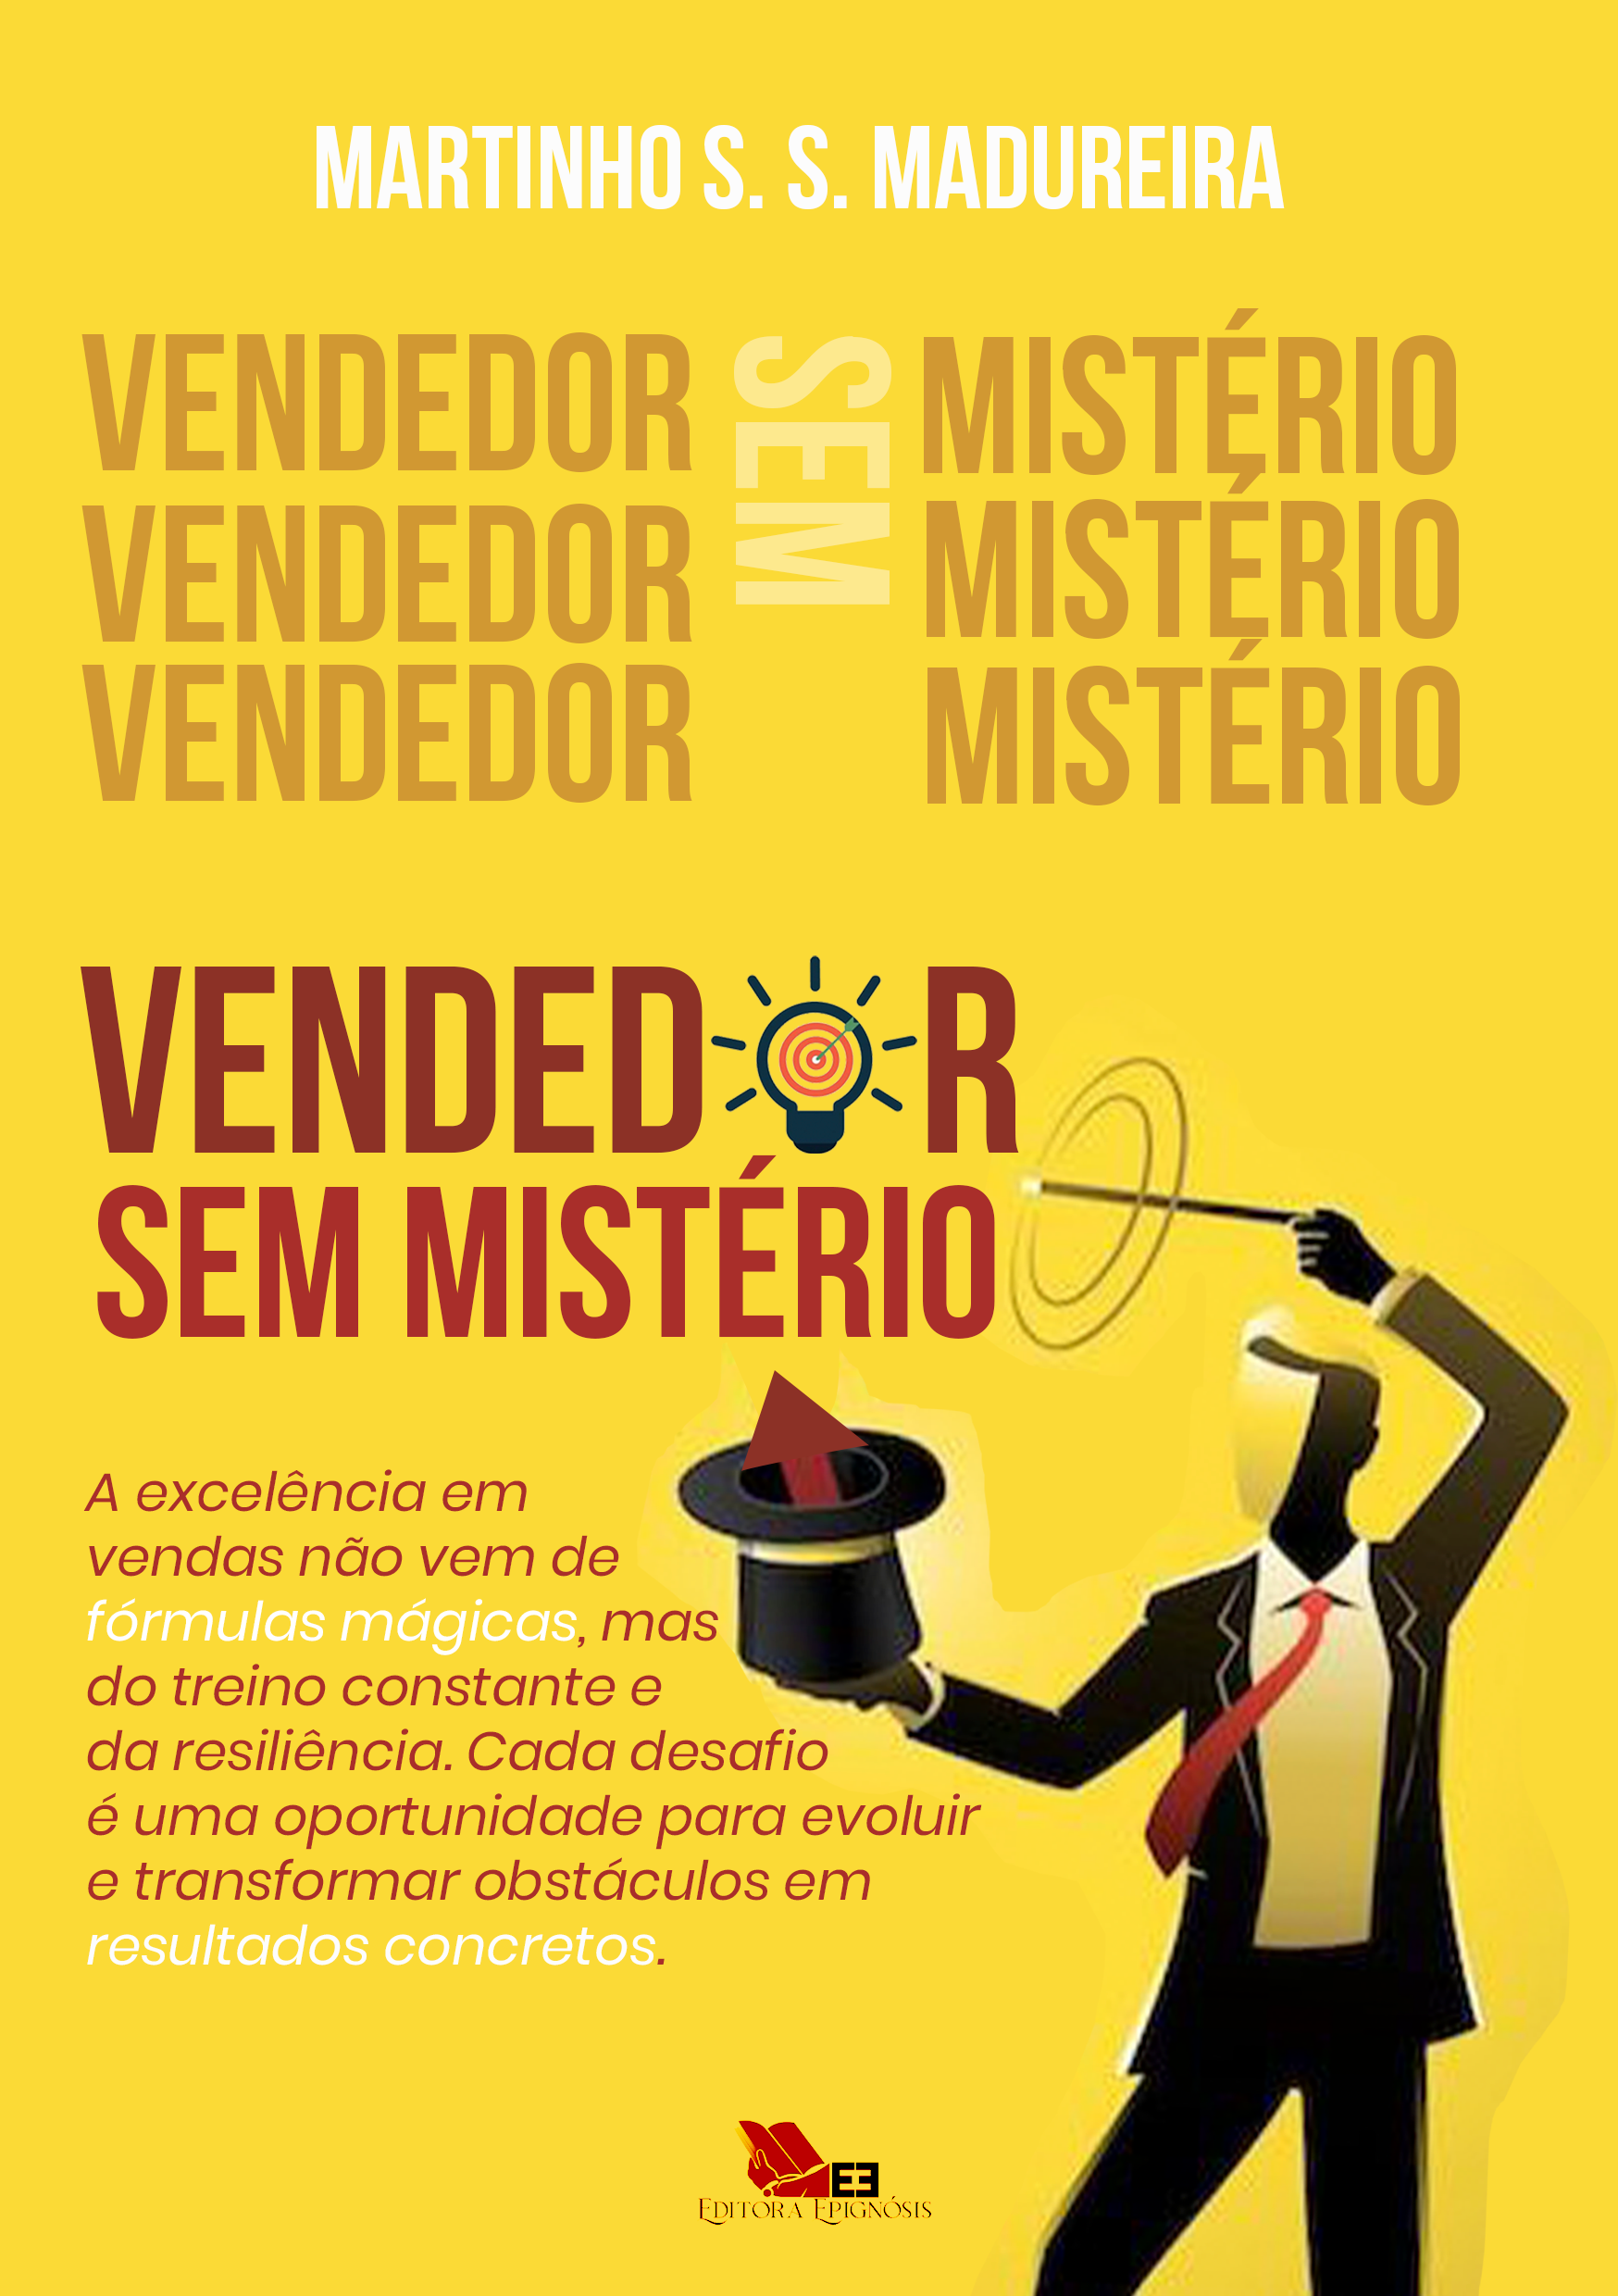 MARTINHO S. S. MADUREIRA
VENDEDOR SEM MISTÉRIO
VENDEDOR MISTÉRIO
VENDEDOR MISTÉRIO
VENDEDOR
SEM MISTÉRIO
A excelência em
vendas não vem de
fórmulas mágicas, mas
do treino constante e
da resiliência. Cada desafio
é uma oportunidade para evoluir
e transformar obstáculos em
resultados concretos.
EE
EDITORA EPIGNÓSIS